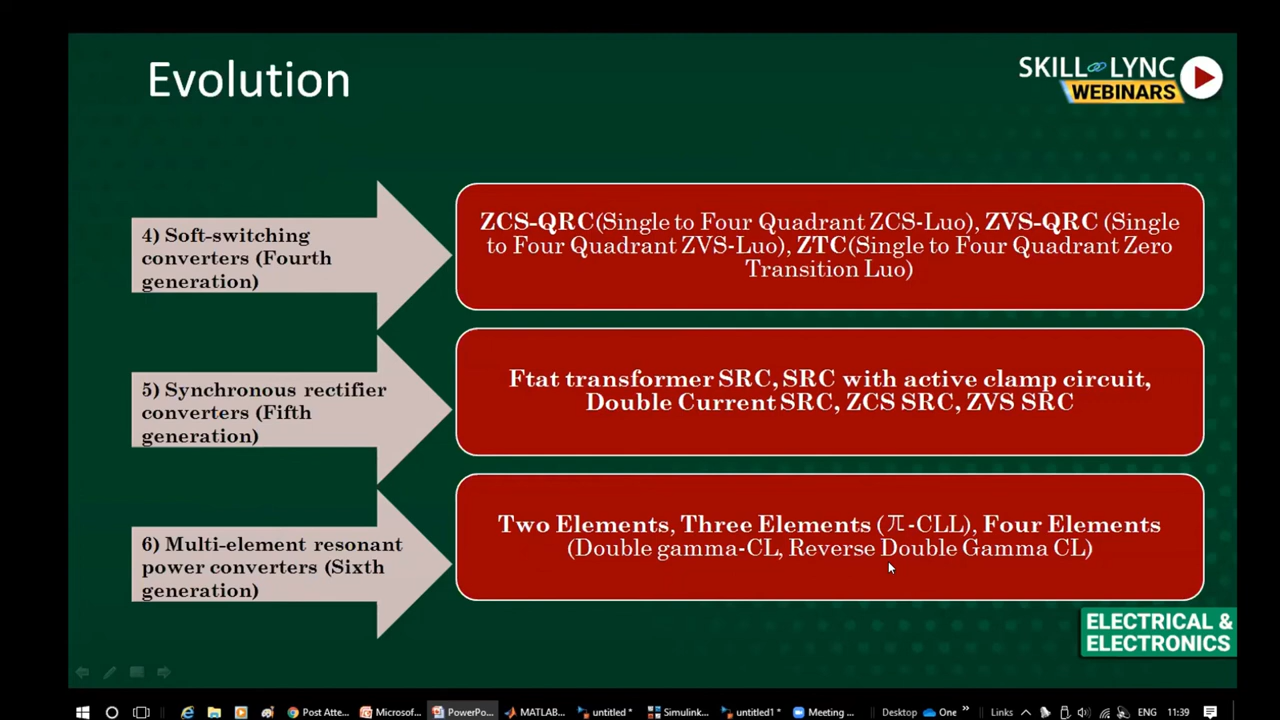 Evolution
SKILL LYNC
WEBINARS
4) Soft-switching
converters (Fourth
generation)
ZCS-QRC(Single to Four Quadrant ZCS-Luo), ZVS-QRC (Single
to Four Quadrant ZVS-Luo), ZTC(Single to Four Quadrant Zero
Transition Luo)
5) Synchronous rectifier
converters (Fifth
generation)
Ftat transformer SRC, SRC with active clamp circuit,
Double Current SRC, ZCS SRC, ZVS SRC
6) Multi-element resonant
power converters (Sixth
generation)
Two Elements, Three Elements (π-CLL), Four Elements
(Double gamma-CL, Reverse Double Gamma CL)
ELECTRICAL &
ELECTRONICS
Post Atte... Microsof... PowerPo... MATLAB... untitled * Simulink... untitled1 * Meeting ... Desktop One » Links ENG 11:39